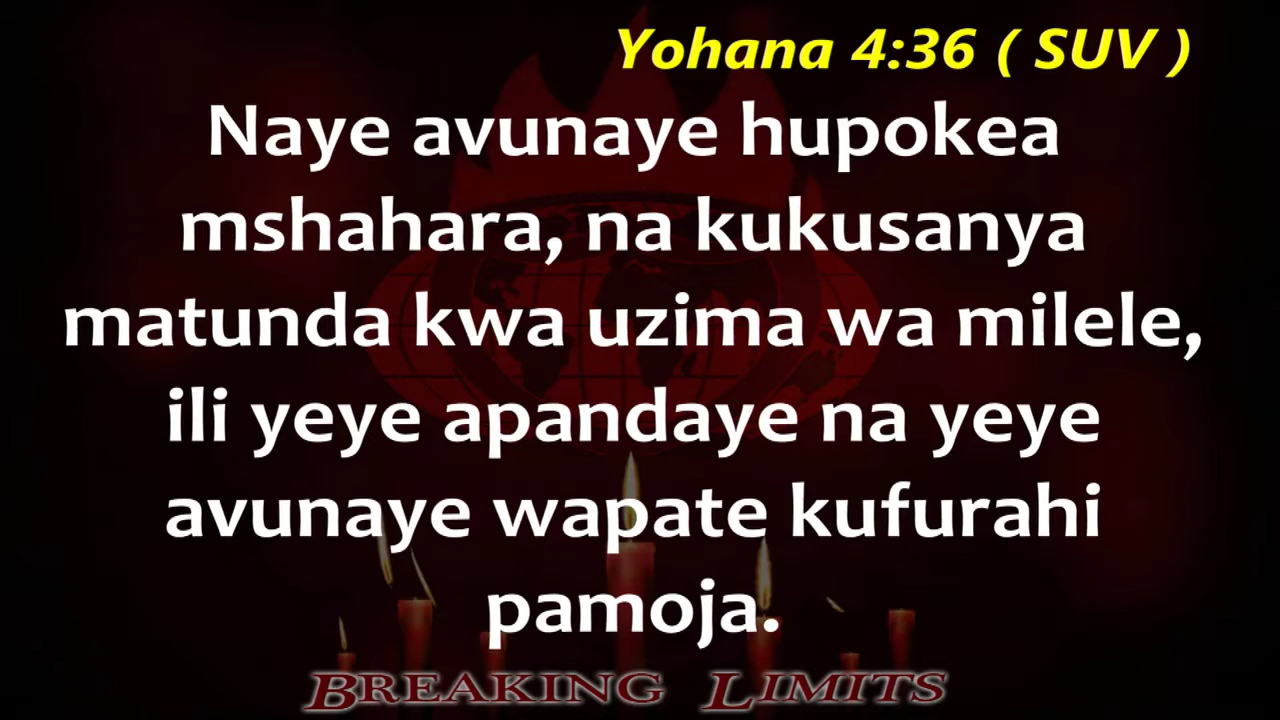 Yohana 4:36 ( SUV )
Naye avunaye hupokea
mshahara, na kukusanya
matunda kwa uzima wa milele,
ili yeye apandaye na yeye
avunaye wapate kufurahi
pamoja.
BREAKING LIMITS